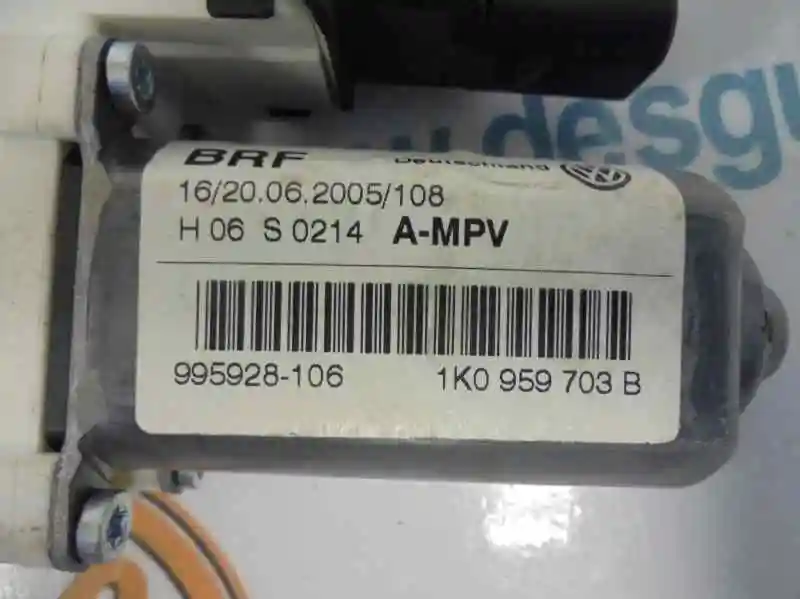 desgu
BRF Deutschland
16/20.06.2005/108
H 06 S 0214 A-MPV
995928-106 1K0 959 703 B